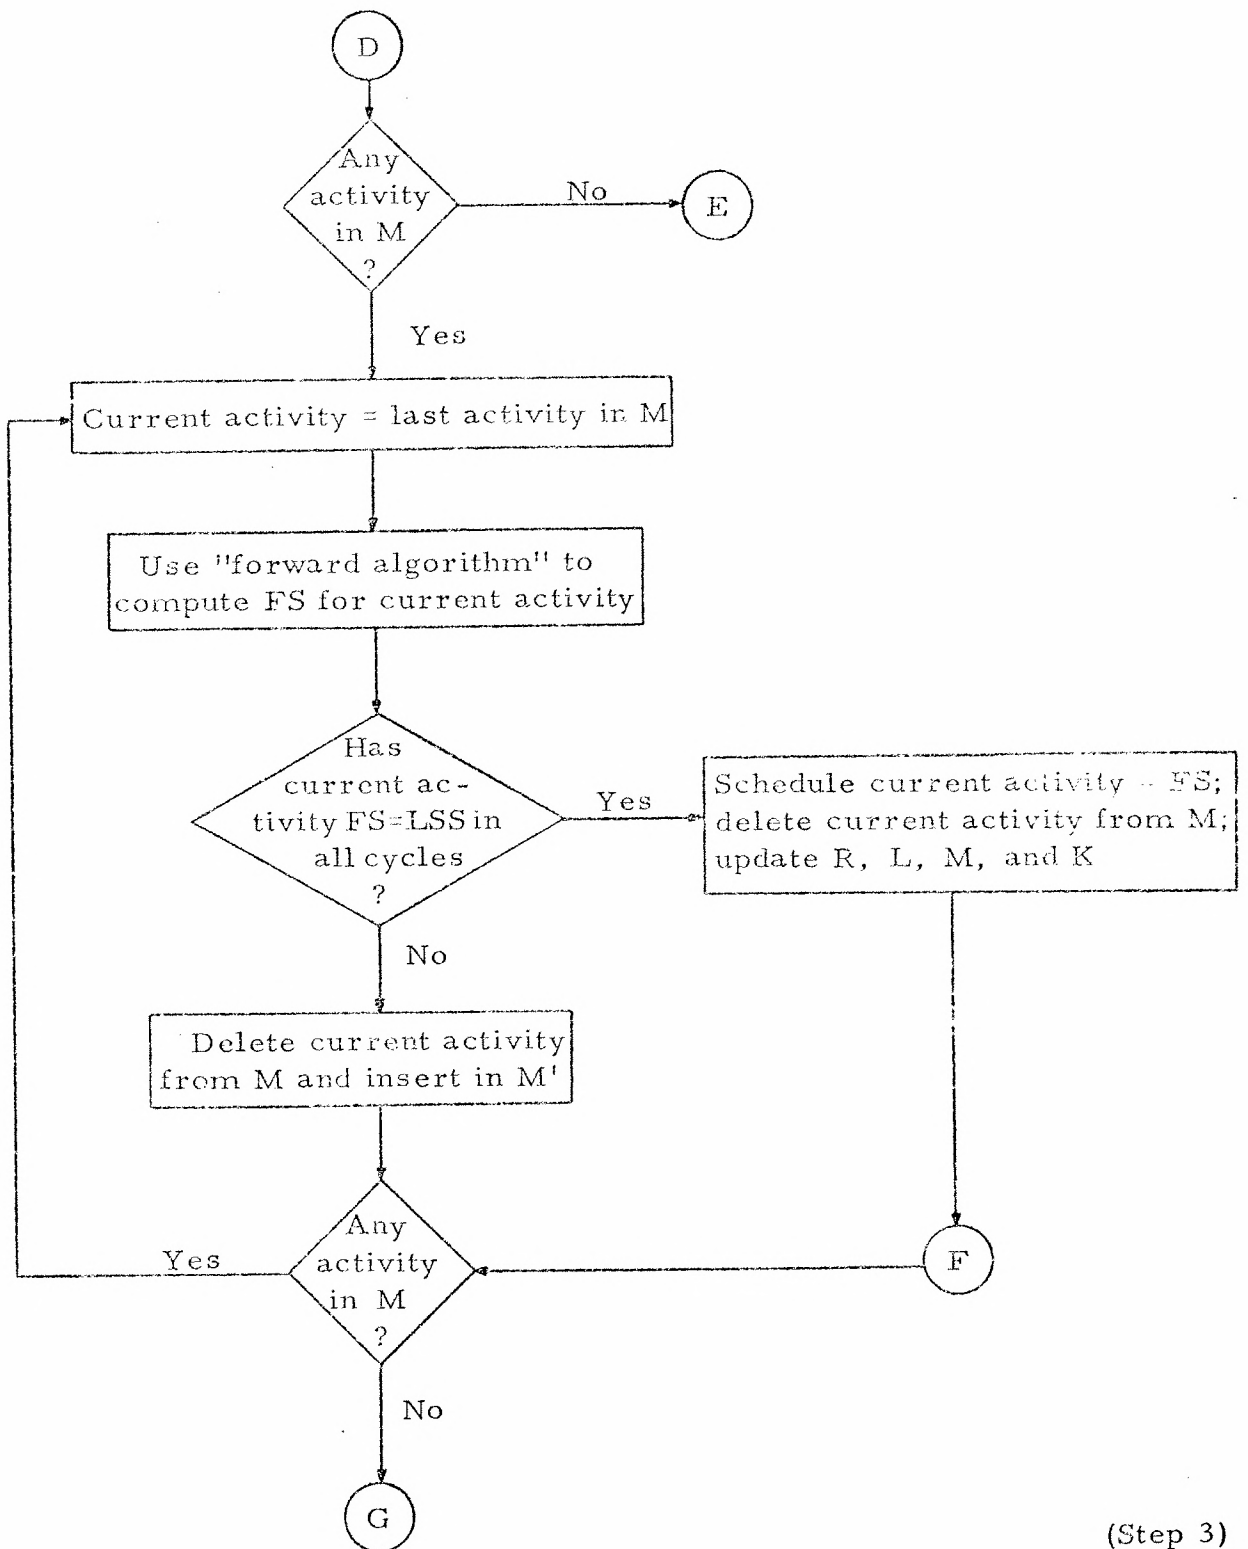 D
Any
activity
in M
?
No
E
Yes
Current activity = last activity in M
Use "forward algorithm" to
compute FS for current activity
Has
current ac-
tivity FS=LSS in
all cycles
?
Yes
Schedule current activity - FS;
delete current activity from M;
update R, L, M, and K
No
Delete current activity
from M and insert in M'
Any
activity
in M
?
Yes
F
No
G
(Step 3)